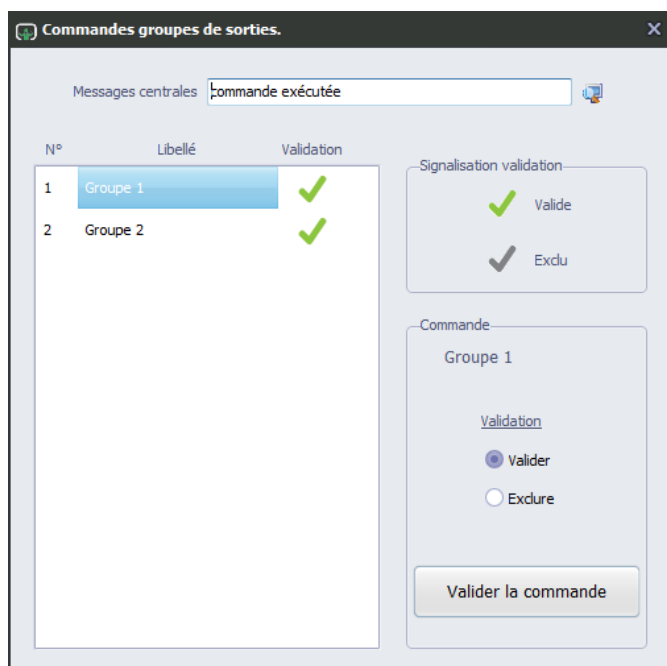 Commandes groupes de sorties.
Messages centrales commande exécutée
N° Libellé Validation
1 Groupe 1
2 Groupe 2
Signalisation validation
Valide
Exclu
Commande
Groupe 1
Validation
Valider
Exclure
Valider la commande